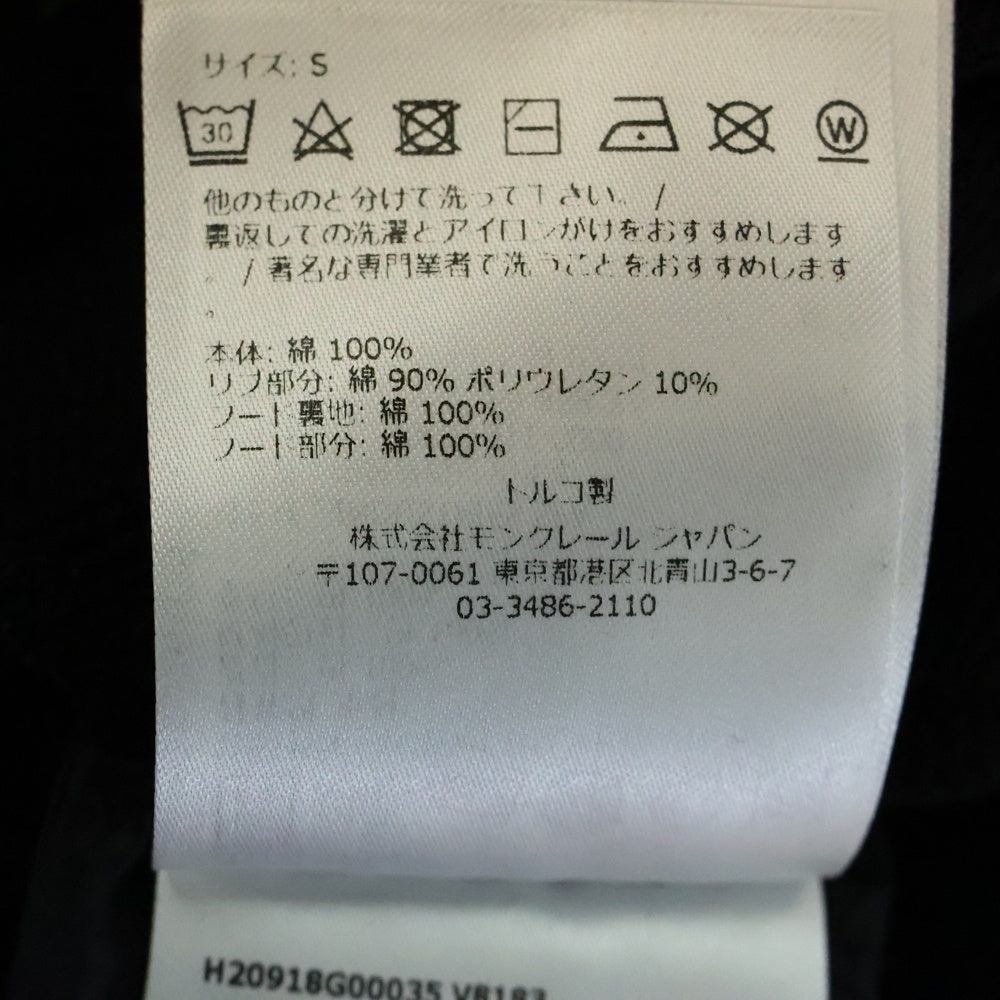 サイズ: S
30
W
他のものと分けて洗って下さい。 /
裏返しての洗濯とアイロンがけをおすすめします
。 / 著名な専門業者で洗うことをおすすめします
。
本体: 綿 100%
リブ部分: 綿 90% ポリウレタン 10%
フード裏地: 綿 100%
フード部分: 綿 100%
トルコ製
株式会社モンクレール ジャパン
〒107-0061 東京都港区北青山3-6-7
03-3486-2110
H20918G00035 V8183